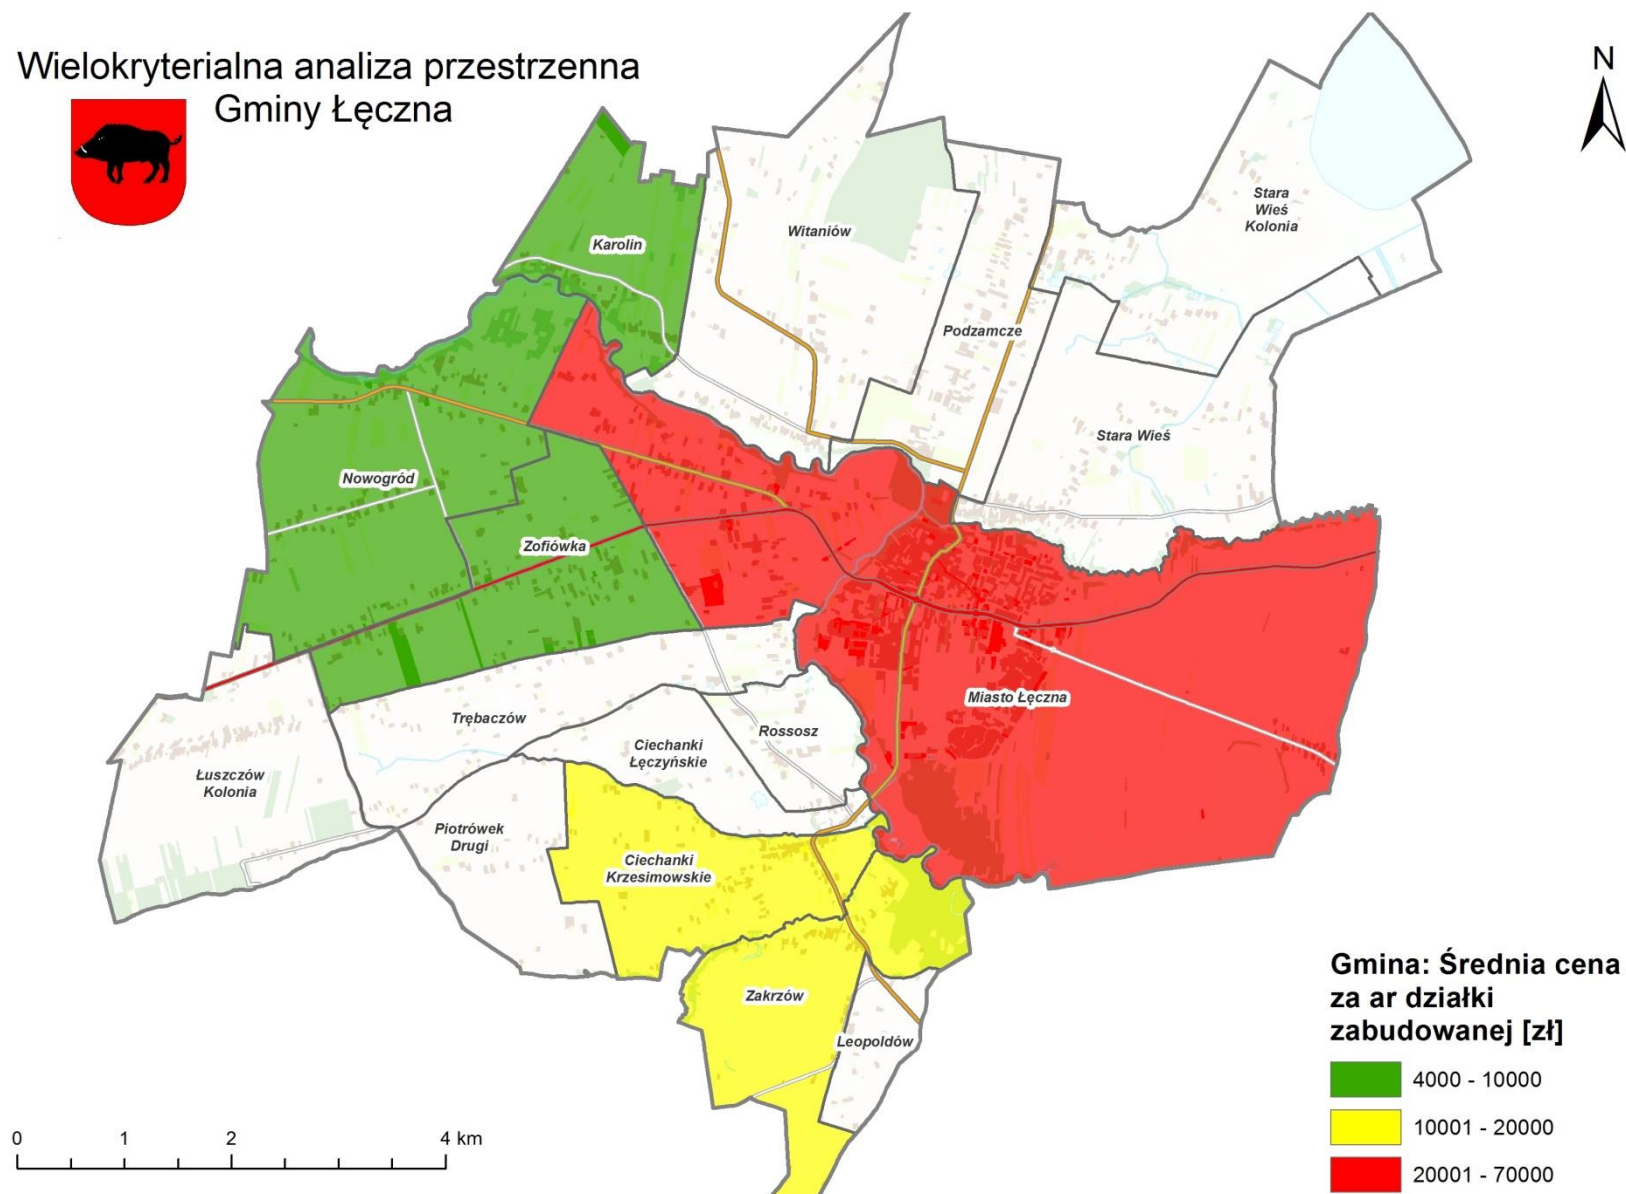 Wielokryterialna analiza przestrzenna
Gminy Łęczna
N
Stara
Wieś
Kolonia
Witaniów
Karolin
Podzamcze
Stara Wieś
Nowogród
Zofiówka
Miasto Łęczna
Trębaczów
Rossosz
Ciechanki
Łęczyńskie
Łuszczów
Kolonia
Piotrówek
Drugi
Ciechanki
Krzesimowskie
Zakrzów
Leopoldów
Gmina: Średnia cena
za ar działki
zabudowanej [zł]
4000 - 10000
10001 - 20000
20001 - 70000
0 1 2 4 km